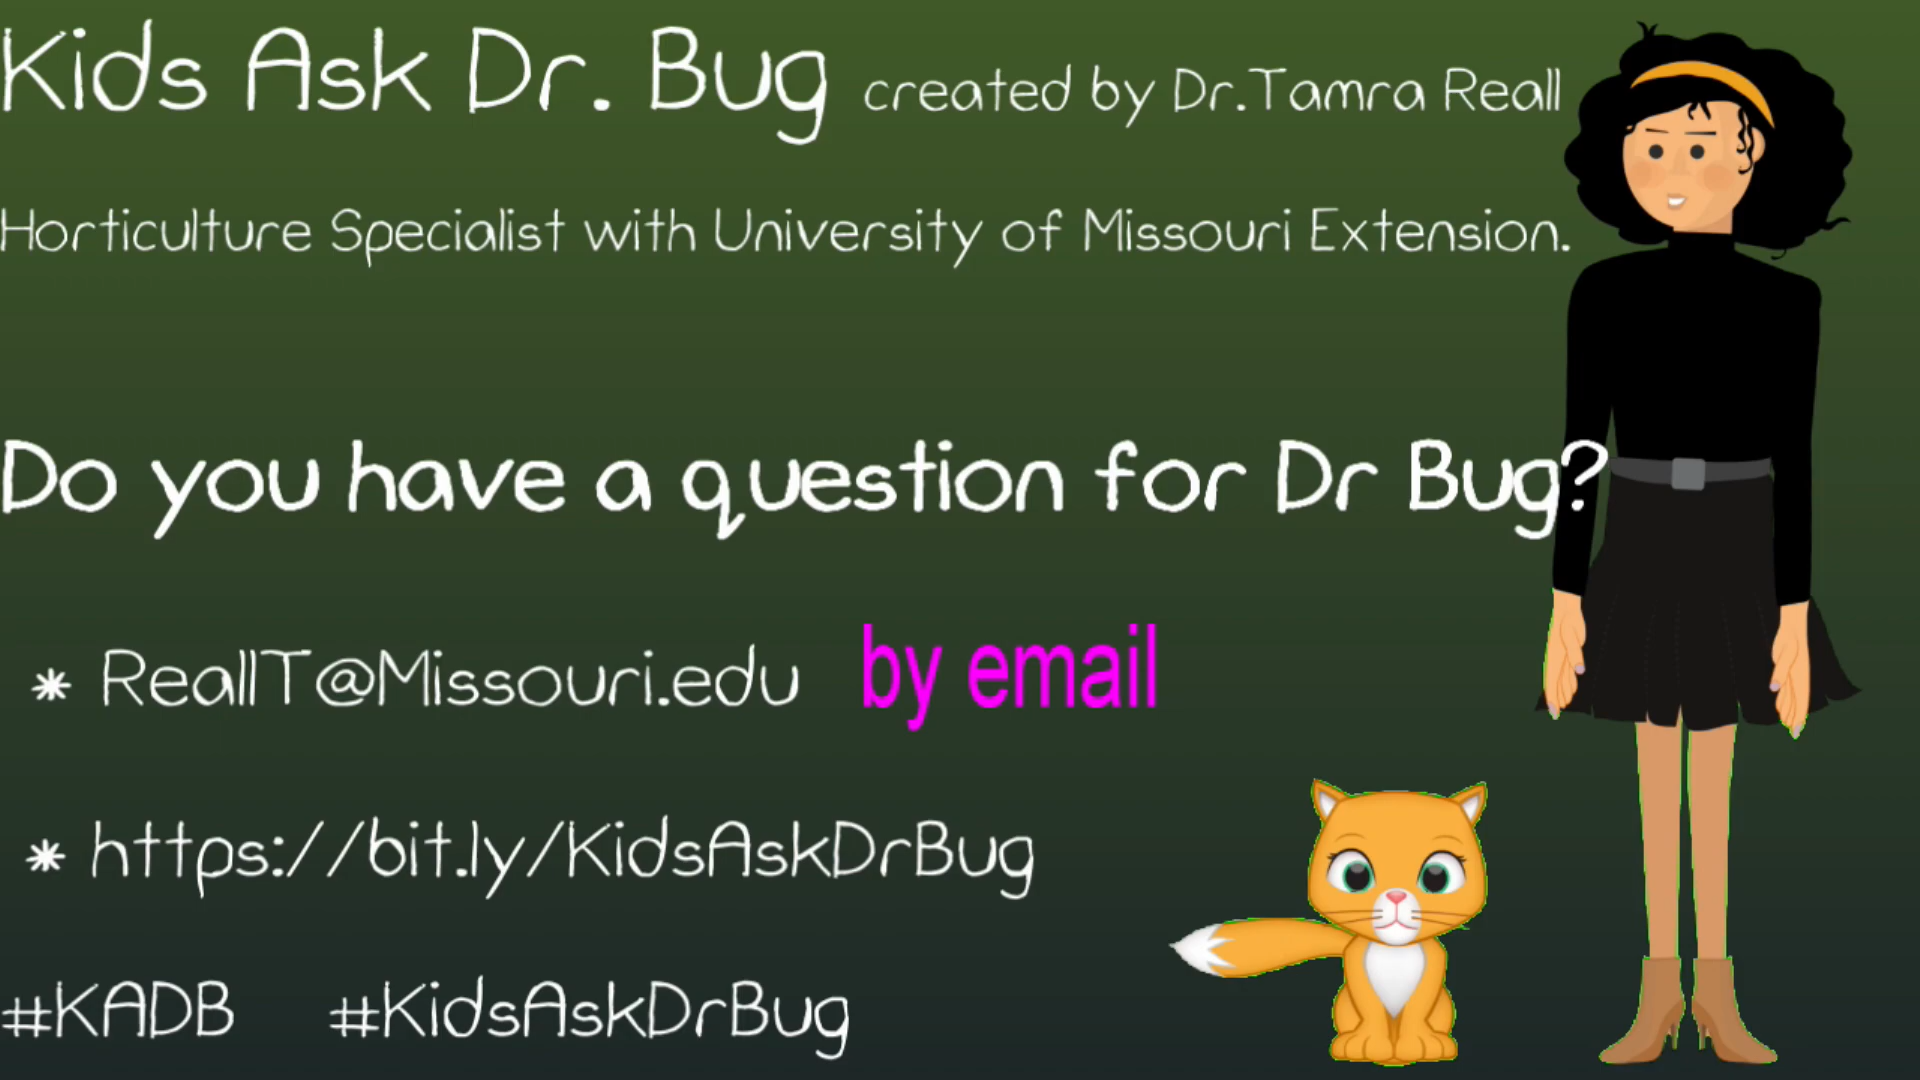 Kids Ask Dr. Bug created by Dr.Tamra Reall
Horticulture Specialist with University of Missouri Extension.
Do you have a question for Dr Bug?
* ReallT@Missouri.edu by email
* https://bit.ly/KidsAskDrBug
#KADB #KidsAskDrBug